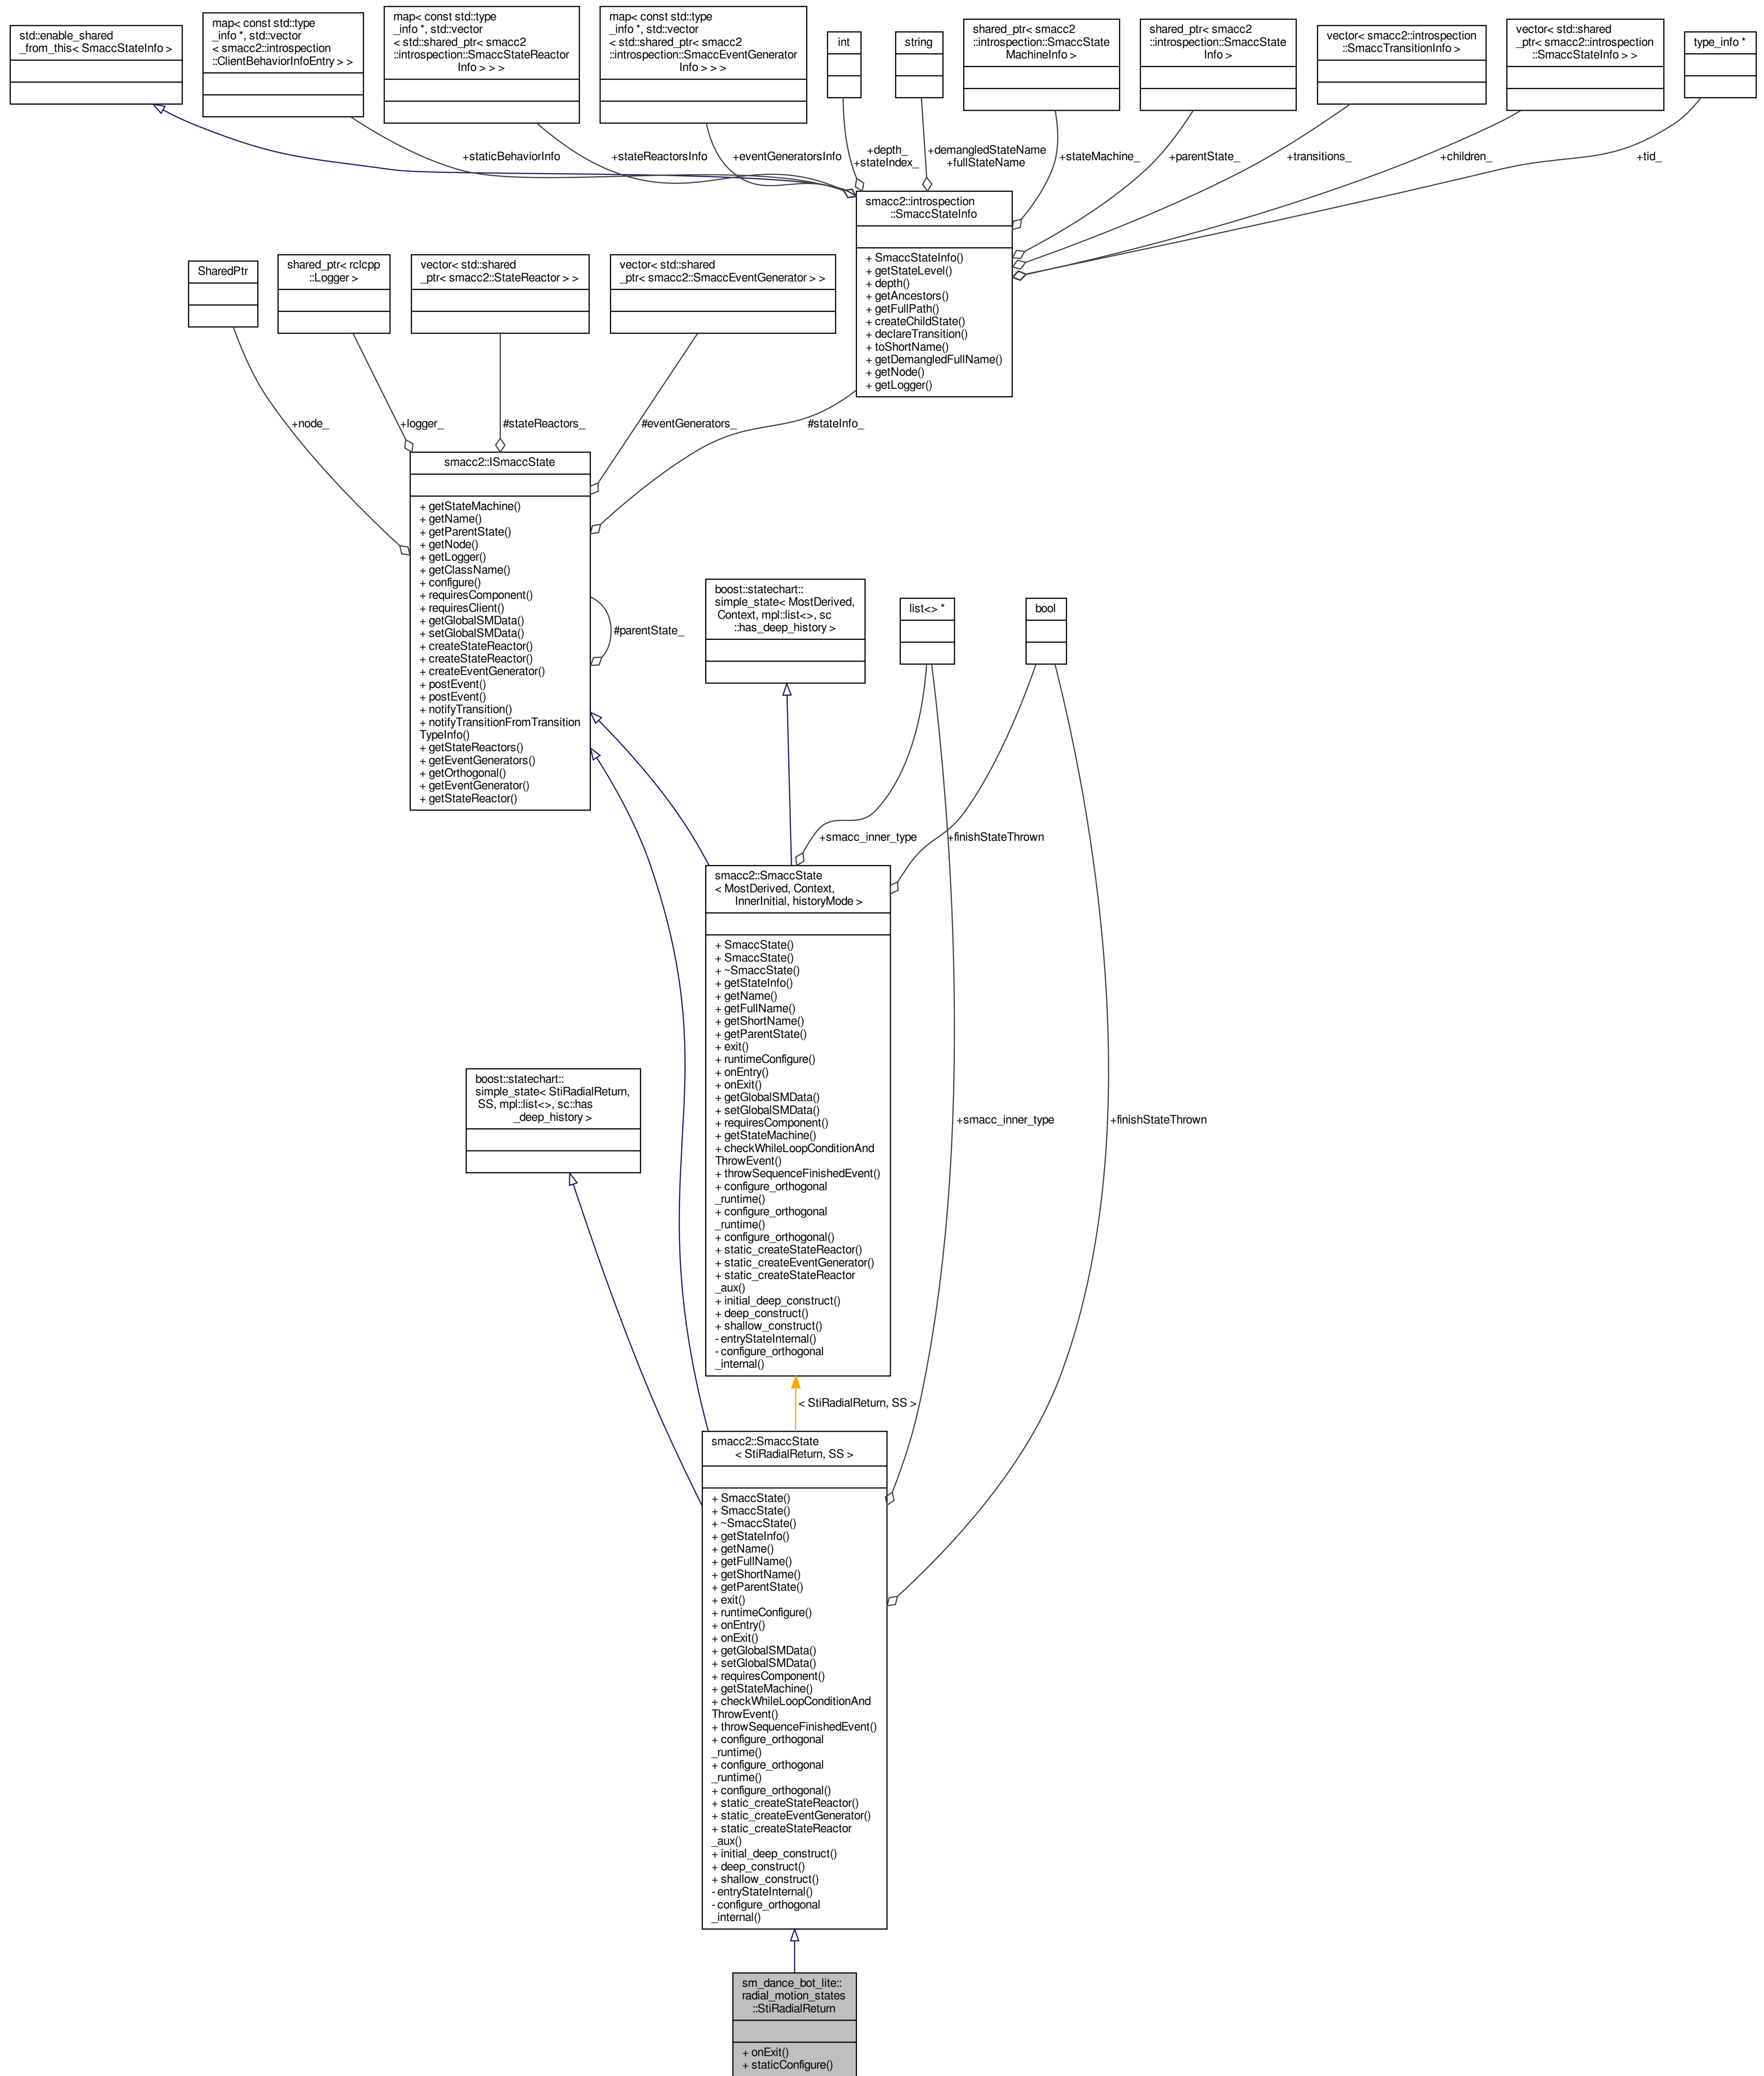 std::enable_shared
_from_this< SmaccStateInfo >
map< const std::type
_info *, std::vector
< smacc2::introspection
::ClientBehaviorInfoEntry > >
map< const std::type
_info *, std::vector
< std::shared_ptr< smacc2
::introspection::SmaccStateReactor
Info > > >
map< const std::type
_info *, std::vector
< std::shared_ptr< smacc2
::introspection::SmaccEventGenerator
Info > > >
int
string
shared_ptr< smacc2
::introspection::SmaccState
MachineInfo >
shared_ptr< smacc2
::introspection::SmaccState
Info >
vector< smacc2::introspection
::SmaccTransitionInfo >
vector< std::shared
_ptr< smacc2::introspection
::SmaccStateInfo > >
type_info *
+staticBehaviorInfo
+stateReactorsInfo
+eventGeneratorsInfo
+depth_
+stateIndex_
+demangledStateName
+fullStateName
+stateMachine_
+parentState_
+transitions_
+children_
+tid_
smacc2::introspection
::SmaccStateInfo
+ SmaccStateInfo()
+ getStateLevel()
+ depth()
+ getAncestors()
+ getFullPath()
+ createChildState()
+ declareTransition()
+ toShortName()
+ getDemangledFullName()
+ getNode()
+ getLogger()
SharedPtr
shared_ptr< rclcpp
::Logger >
vector< std::shared
_ptr< smacc2::StateReactor > >
vector< std::shared
_ptr< smacc2::SmaccEventGenerator > >
+node_
+logger_
#stateReactors_
#eventGenerators_
#stateInfo_
smacc2::ISmaccState
+ getStateMachine()
+ getName()
+ getParentState()
+ getNode()
+ getLogger()
+ getClassName()
+ configure()
+ requiresComponent()
+ requiresClient()
+ getGlobalSMData()
+ setGlobalSMData()
+ createStateReactor()
+ createStateReactor()
+ createEventGenerator()
+ postEvent()
+ postEvent()
+ notifyTransition()
+ notifyTransitionFromTransition
TypeInfo()
+ getStateReactors()
+ getEventGenerators()
+ getOrthogonal()
+ getEventGenerator()
+ getStateReactor()
#parentState_
boost::statechart::
simple_state< MostDerived,
Context, mpl::list<>, sc
::has_deep_history >
list<> *
bool
+smacc_inner_type
+finishStateThrown
smacc2::SmaccState
< MostDerived, Context,
InnerInitial, historyMode >
+ SmaccState()
+ SmaccState()
+ ~SmaccState()
+ getStateInfo()
+ getName()
+ getFullName()
+ getShortName()
+ getParentState()
+ exit()
+ runtimeConfigure()
+ onEntry()
+ onExit()
+ getGlobalSMData()
+ setGlobalSMData()
+ requiresComponent()
+ getStateMachine()
+ checkWhileLoopConditionAnd
ThrowEvent()
+ throwSequenceFinishedEvent()
+ configure_orthogonal
_runtime()
+ configure_orthogonal
_runtime()
+ configure_orthogonal()
+ static_createStateReactor()
+ static_createEventGenerator()
+ static_createStateReactor
_aux()
+ initial_deep_construct()
+ deep_construct()
+ shallow_construct()
- entryStateInternal()
- configure_orthogonal
_internal()
boost::statechart::
simple_state< StiRadialReturn,
SS, mpl::list<>, sc::has
_deep_history >
+smacc_inner_type
+finishStateThrown
< StiRadialReturn, SS >
smacc2::SmaccState
< StiRadialReturn, SS >
+ SmaccState()
+ SmaccState()
+ ~SmaccState()
+ getStateInfo()
+ getName()
+ getFullName()
+ getShortName()
+ getParentState()
+ exit()
+ runtimeConfigure()
+ onEntry()
+ onExit()
+ getGlobalSMData()
+ setGlobalSMData()
+ requiresComponent()
+ getStateMachine()
+ checkWhileLoopConditionAnd
ThrowEvent()
+ throwSequenceFinishedEvent()
+ configure_orthogonal
_runtime()
+ configure_orthogonal
_runtime()
+ configure_orthogonal()
+ static_createStateReactor()
+ static_createEventGenerator()
+ static_createStateReactor
_aux()
+ initial_deep_construct()
+ deep_construct()
+ shallow_construct()
- entryStateInternal()
- configure_orthogonal
_internal()
sm_dance_bot_lite::
radial_motion_states
::StiRadialReturn
+ onExit()
+ staticConfigure()